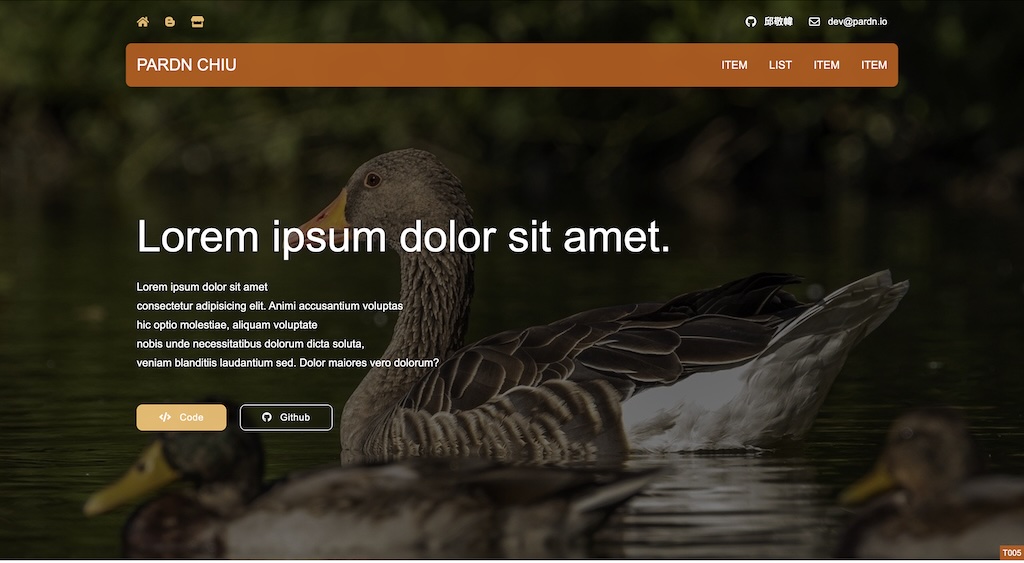 邱敬幃 dev@pardn.io
PARDN CHIU ITEM LIST ITEM ITEM
Lorem ipsum dolor sit amet.
Lorem ipsum dolor sit amet
consectetur adipisicing elit. Animi accusantium voluptas
hic optio molestiae, aliquam voluptate
nobis unde necessitatibus dolorum dicta soluta,
veniam blanditiis laudantium sed. Dolor maiores vero dolorum?
Code Github
T005